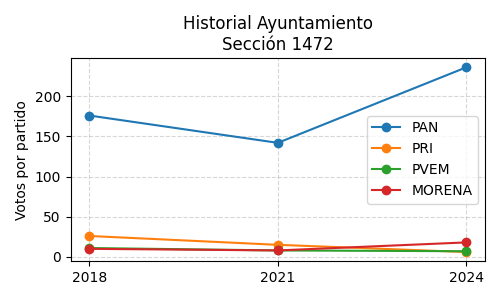 Historial Ayuntamiento
Sección 1472
Votos por partido
200
150
100
50
0
PAN
PRI
PVEM
MORENA
2018
2021
2024